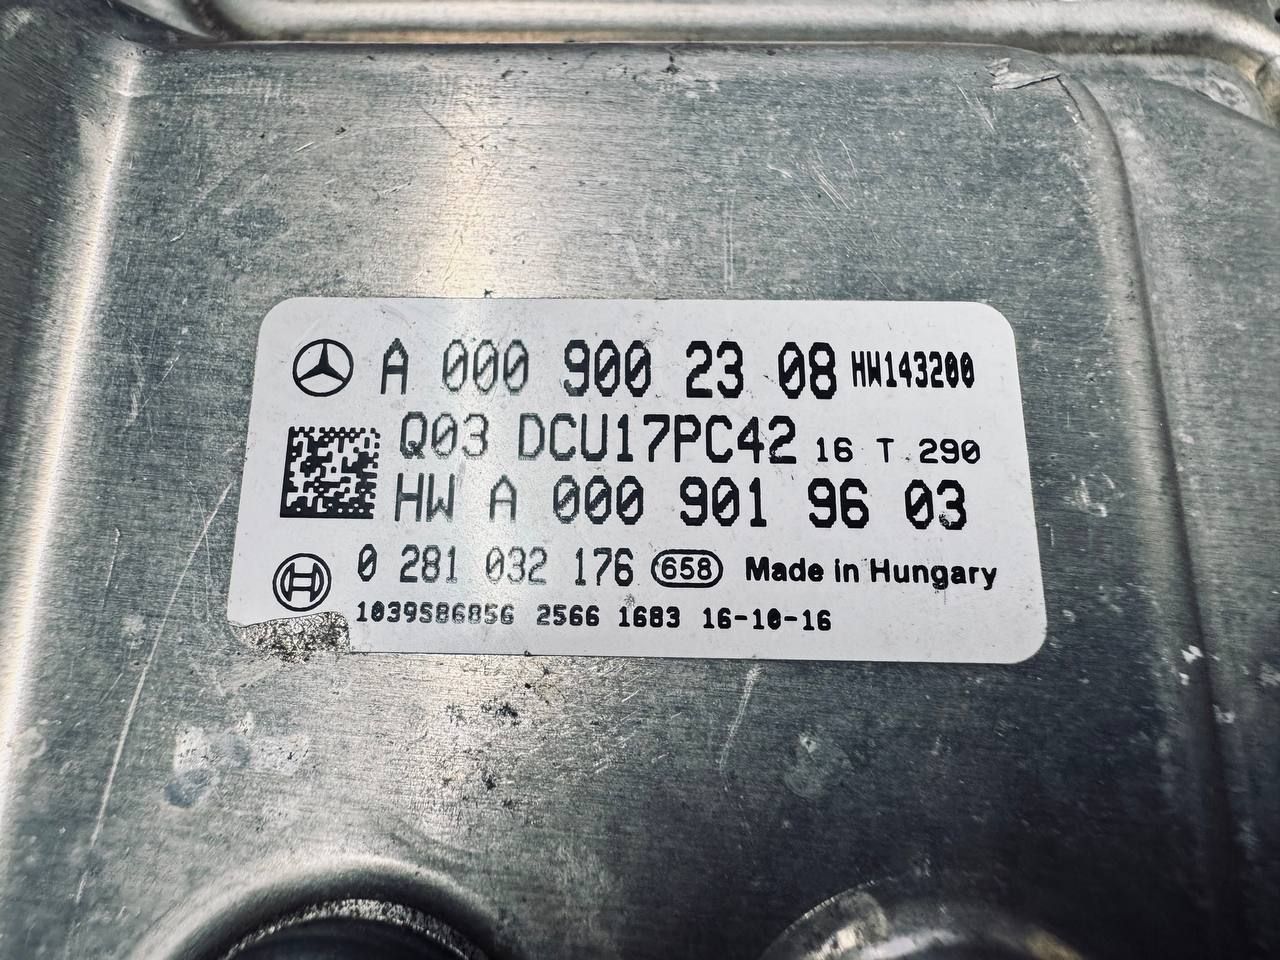 A 000 900 23 08 HW143200
Q03 DCU17PC42 16 T 290
HW A 000 901 96 03
0 281 032 176 658 Made in Hungary
1039S86856 2566 1683 16-10-16